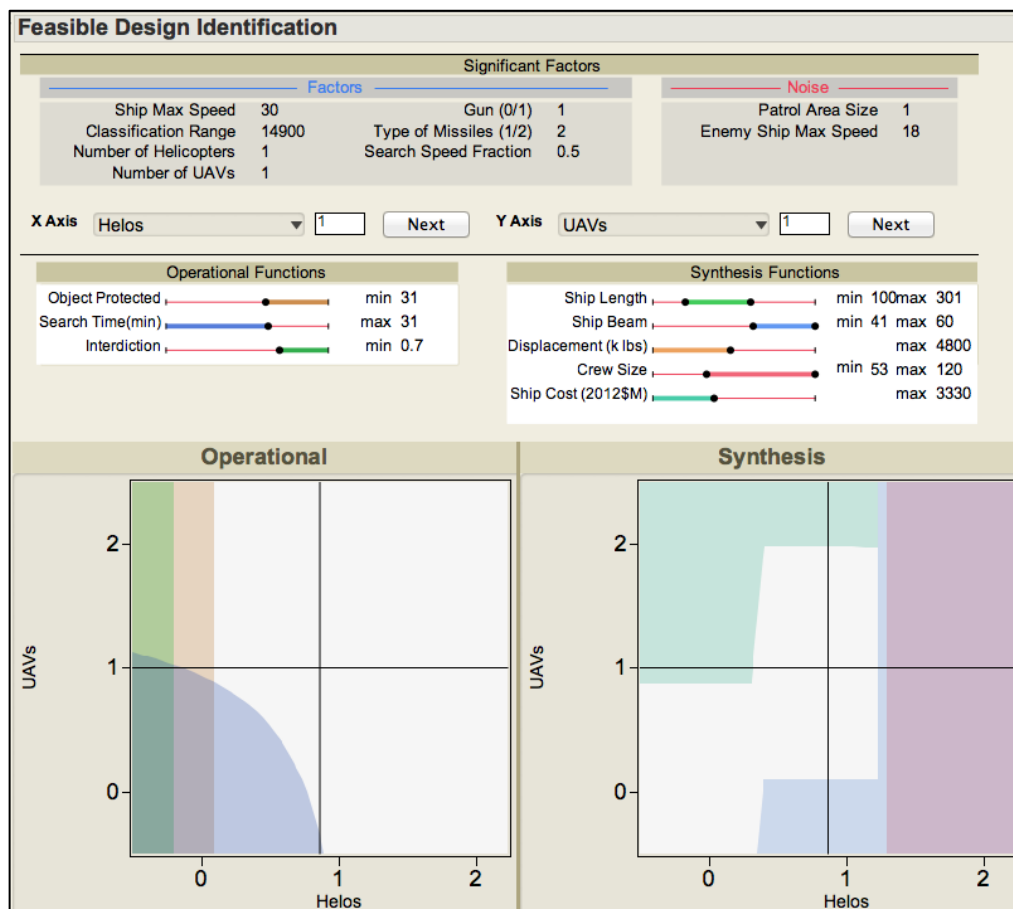 Feasible Design Identification
Significant Factors
Factors
Noise
Ship Max Speed 30 Gun (0/1) 1 Patrol Area Size 1
Classification Range 14900 Type of Missiles (1/2) 2 Enemy Ship Max Speed 18
Number of Helicopters 1 Search Speed Fraction 0.5
Number of UAVs 1
X Axis Helos 1 Next Y Axis UAVs 1 Next
Operational Functions
Object Protected min 31
Search Time(min) max 31
Interdiction min 0.7
Synthesis Functions
Ship Length min 100max 301
Ship Beam min 41 max 60
Displacement (k lbs) max 4800
Crew Size min 53 max 120
Ship Cost (2012$M) max 3330
Operational
2
1
0
UAVs
0 1 2
Helos
Synthesis
2
1
0
UAVs
0 1 2
Helos